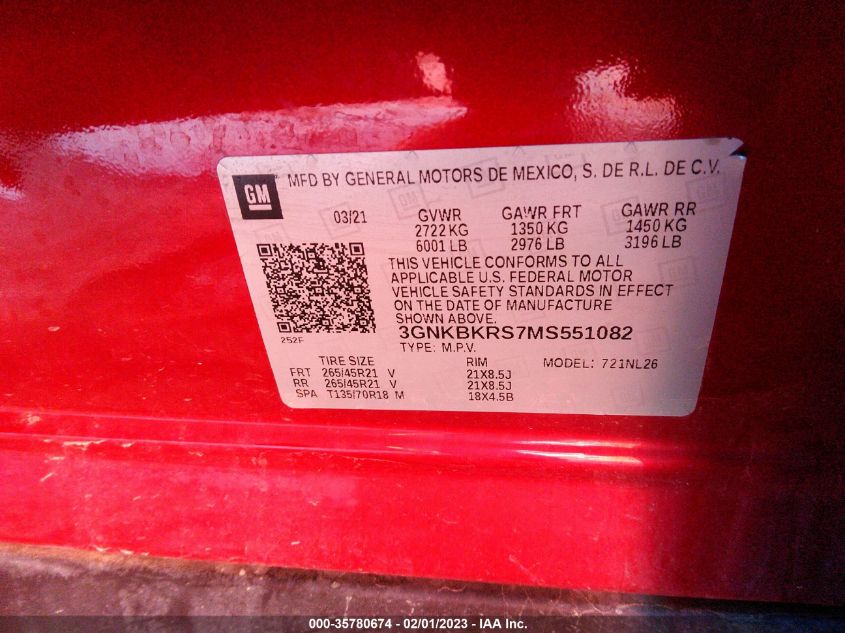 GM MFD BY GENERAL MOTORS DE MEXICO, S. DE R.L. DE C.V.
03/21 GVWR GAWR FRT GAWR RR
2722 KG 1350 KG 1450 KG
6001 LB 2976 LB 3196 LB
THIS VEHICLE CONFORMS TO ALL
APPLICABLE U.S. FEDERAL MOTOR
VEHICLE SAFETY STANDARDS IN EFFECT
ON THE DATE OF MANUFACTURE
SHOWN ABOVE.
252F
3GNKBKRS7MS551082
TYPE: M.P.V.
TIRE SIZE RIM MODEL: 721NL26
FRT 265/45R21 V 21X8.5J
RR 265/45R21 V 21X8.5J
SPA T135/70R18 M 18X4.5B
000-35780674 - 02/01/2023 - IAA Inc.